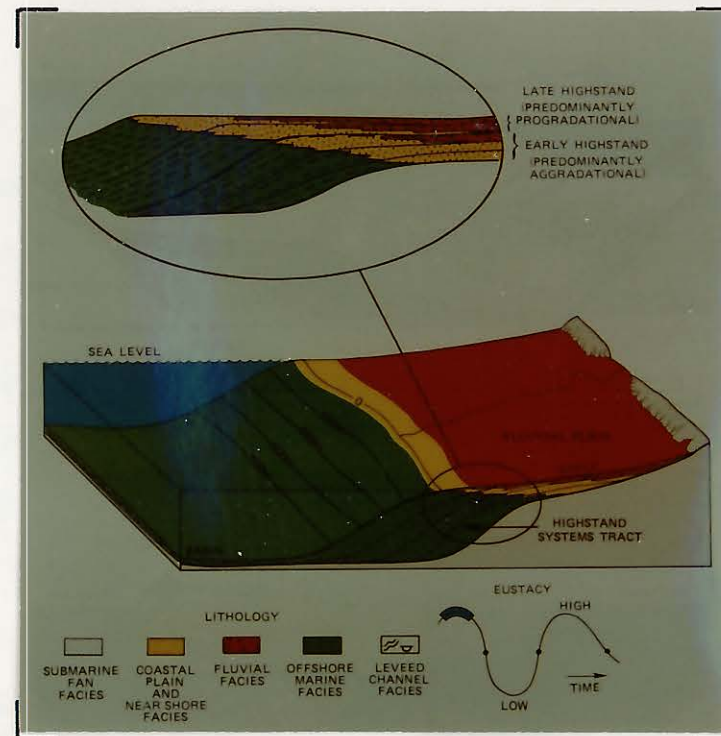 LATE HIGHSTAND
(PREDOMINANTLY
PROGRADATIONAL)
EARLY HIGHSTAND
(PREDOMINANTLY
AGGRADATIONAL)
SEA LEVEL
HIGHSTAND
SYSTEMS TRACT
EUSTACY
HIGH
LOW
TIME
LITHOLOGY
SUBMARINE
FAN
FACIES
COASTAL
PLAIN
AND
NEAR SHORE
FACIES
FLUVIAL
FACIES
OFFSHORE
MARINE
FACIES
LEVEED
CHANNEL
FACIES